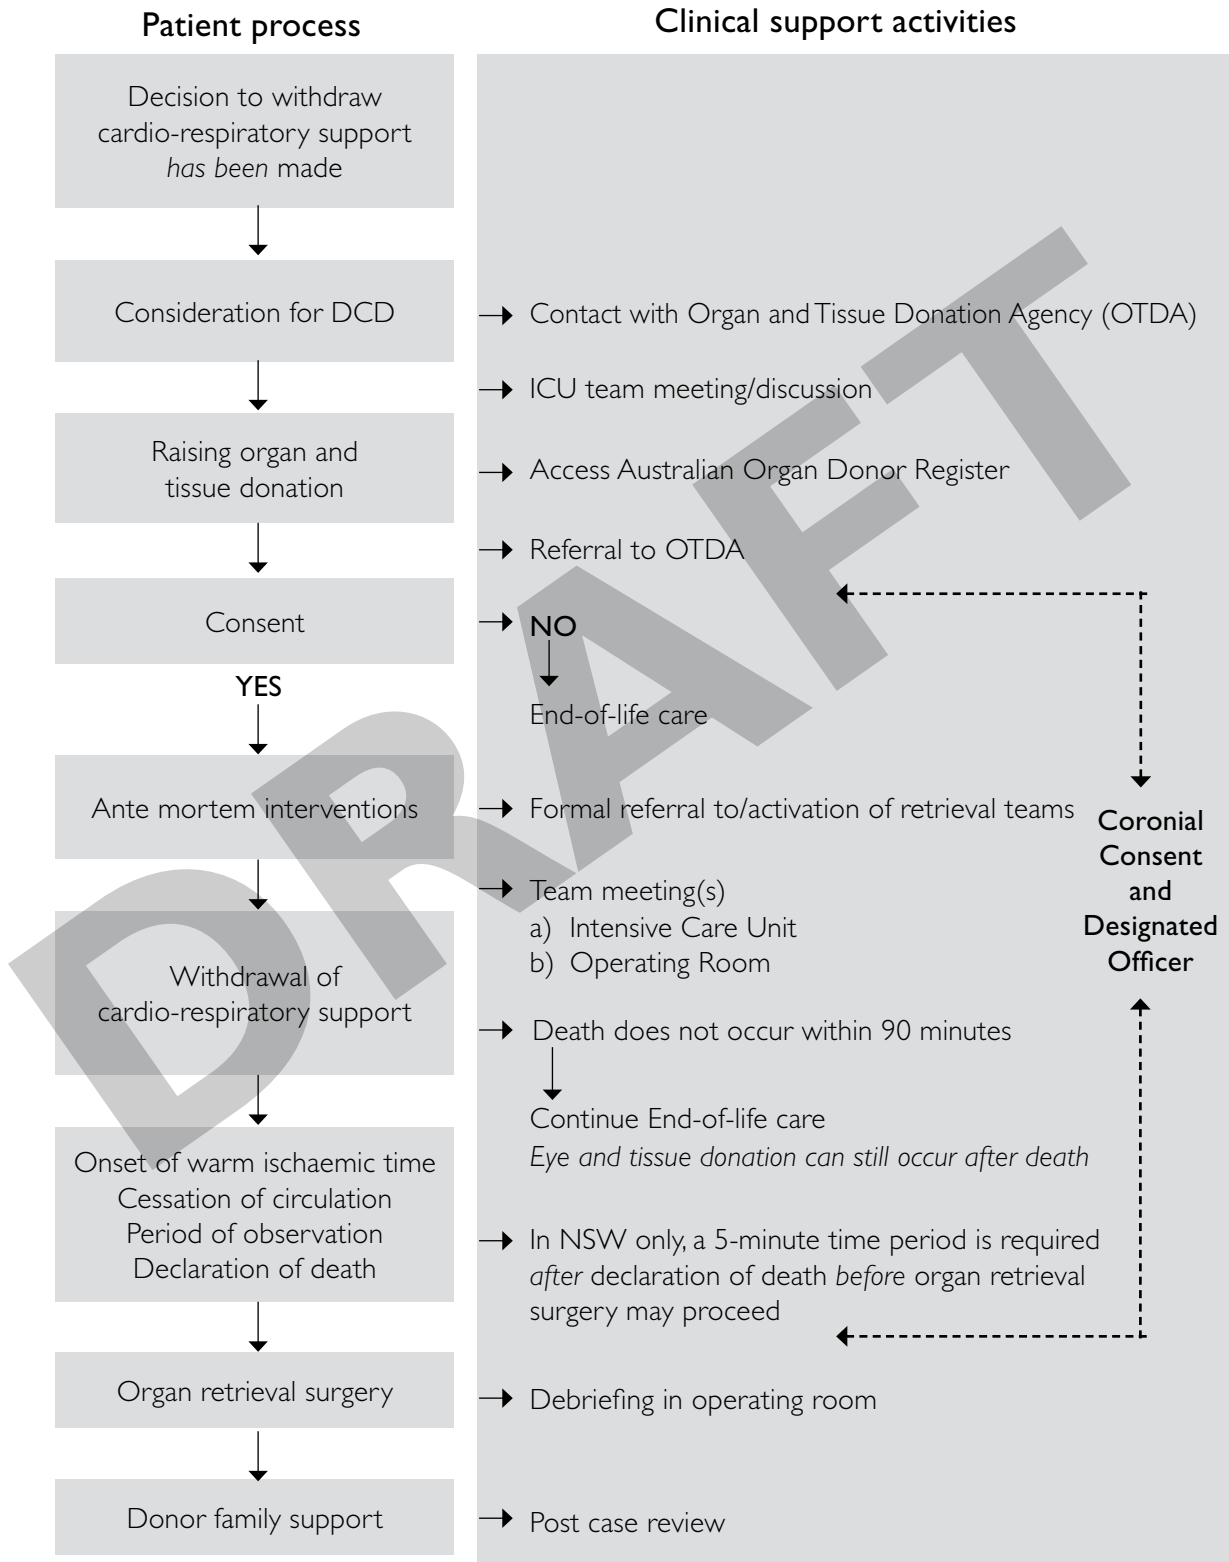 Patient process
Clinical support activities
Decision to withdraw
cardio-respiratory support
has been made
Consideration for DCD
Contact with Organ and Tissue Donation Agency (OTDA)
ICU team meeting/discussion
Raising organ and
tissue donation
Access Australian Organ Donor Register
Referral to OTDA
Consent
NO
YES
End-of-life care
Ante mortem interventions
Formal referral to/activation of retrieval teams
Coronial
Consent
and
Designated
Officer
Team meeting(s)
a) Intensive Care Unit
b) Operating Room
Withdrawal of
cardio-respiratory support
Death does not occur within 90 minutes
Continue End-of-life care
Eye and tissue donation can still occur after death
Onset of warm ischaemic time
Cessation of circulation
Period of observation
Declaration of death
In NSW only, a 5-minute time period is required
after declaration of death before organ retrieval
surgery may proceed
Organ retrieval surgery
Debriefing in operating room
Donor family support
Post case review
DRAFT